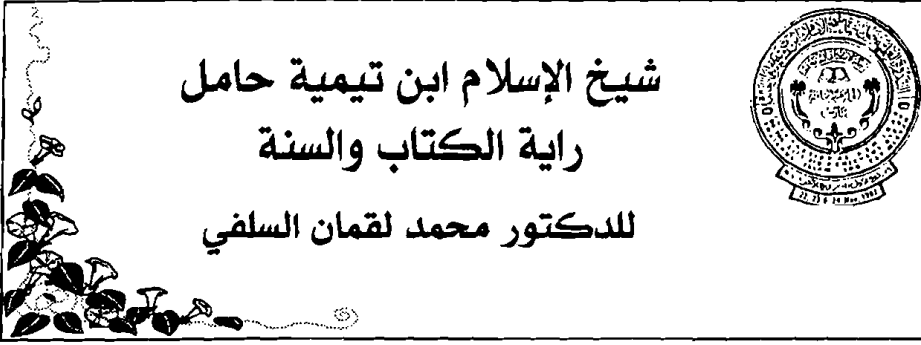 شيخ الإسلام ابن تيمية حامل
راية الكتاب والسنة
للدكتور محمد لقمان السلفي